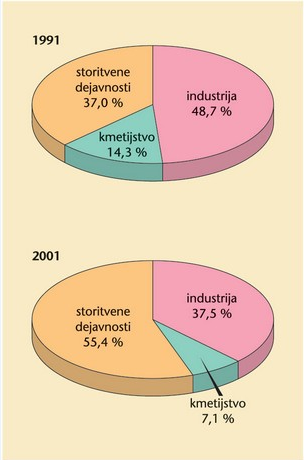 1991
storitvene
dejavnosti
37,0 %
industrija
48,7 %
kmetijstvo
14,3 %
2001
storitvene
dejavnosti
55,4 %
industrija
37,5 %
kmetijstvo
7,1 %